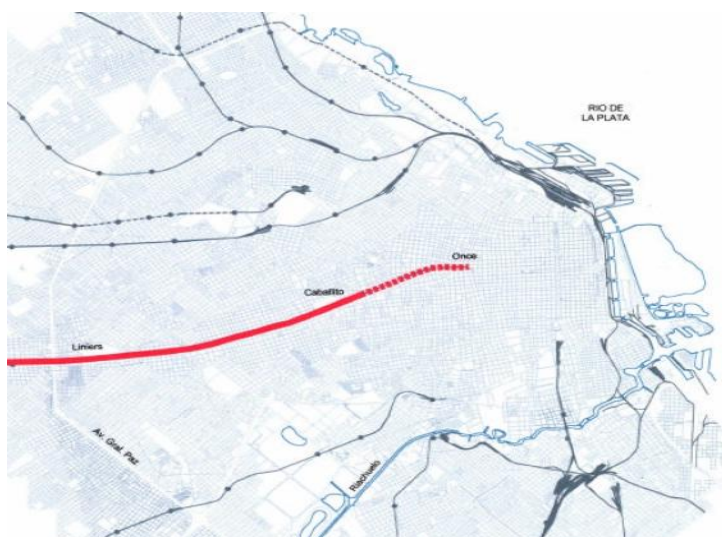 RIO DE
LA PLATA
Once
Caballito
Liniers
Av. Gral. Paz
Riachuelo